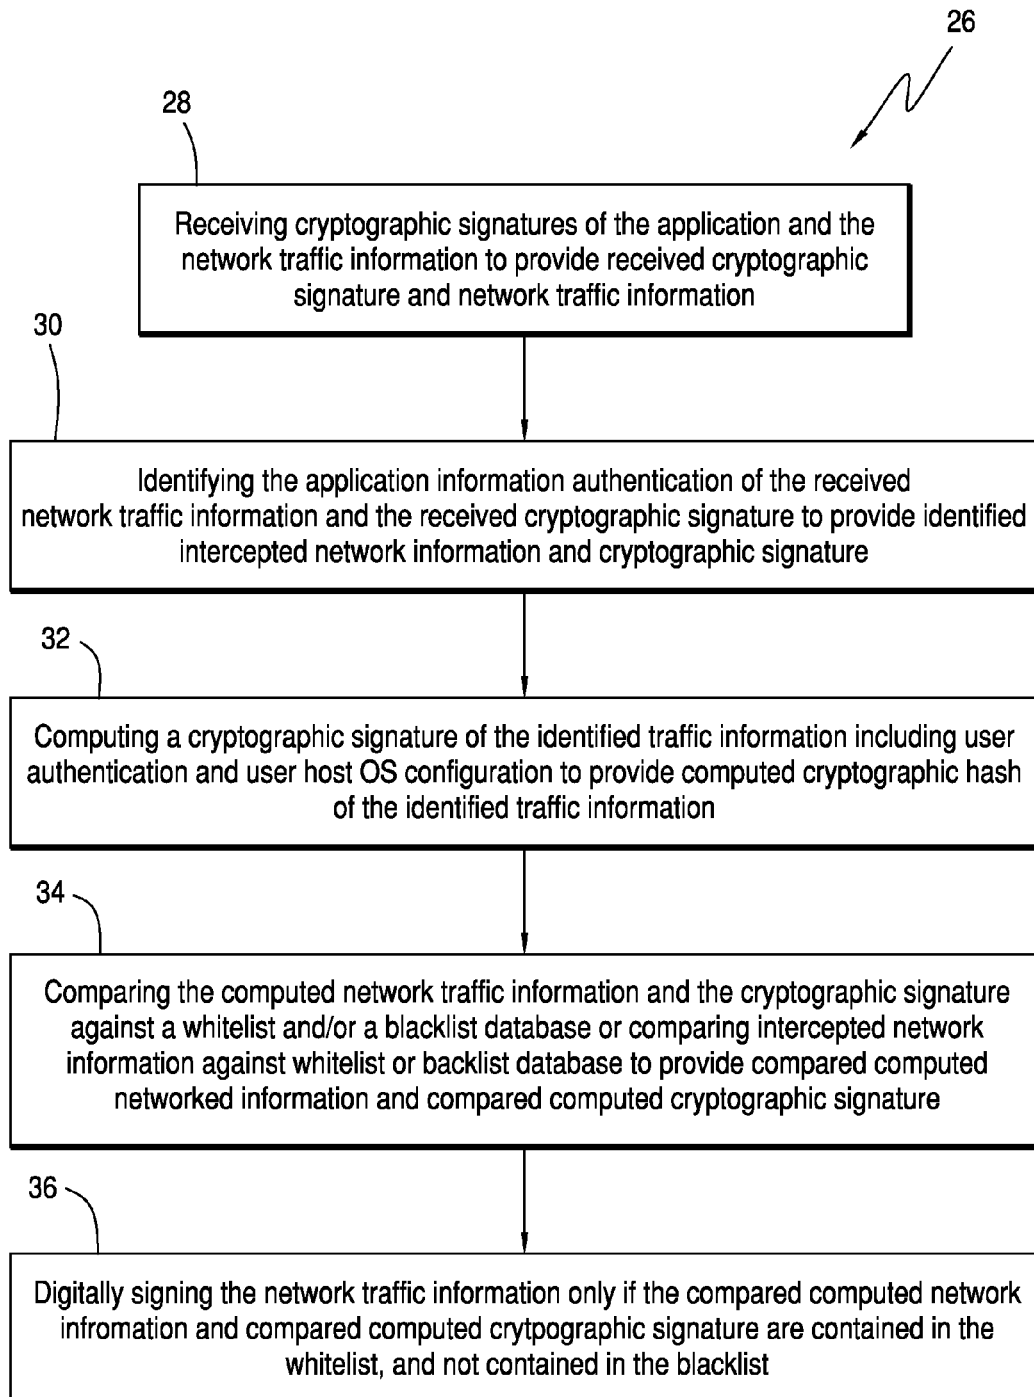 26
28
Receiving cryptographic signatures of the application and the
network traffic information to provide received cryptographic
signature and network traffic information
30
Identifying the application information authentication of the received
network traffic information and the received cryptographic signature to provide identified
intercepted network information and cryptographic signature
32
Computing a cryptographic signature of the identified traffic information including user
authentication and user host OS configuration to provide computed cryptographic hash
of the identified traffic information
34
Comparing the computed network traffic information and the cryptographic signature
against a whitelist and/or a blacklist database or comparing intercepted network
information against whitelist or backlist database to provide compared computed
networked information and compared computed cryptographic signature
36
Digitally signing the network traffic information only if the compared computed network
infromation and compared computed crytpographic signature are contained in the
whitelist, and not contained in the blacklist